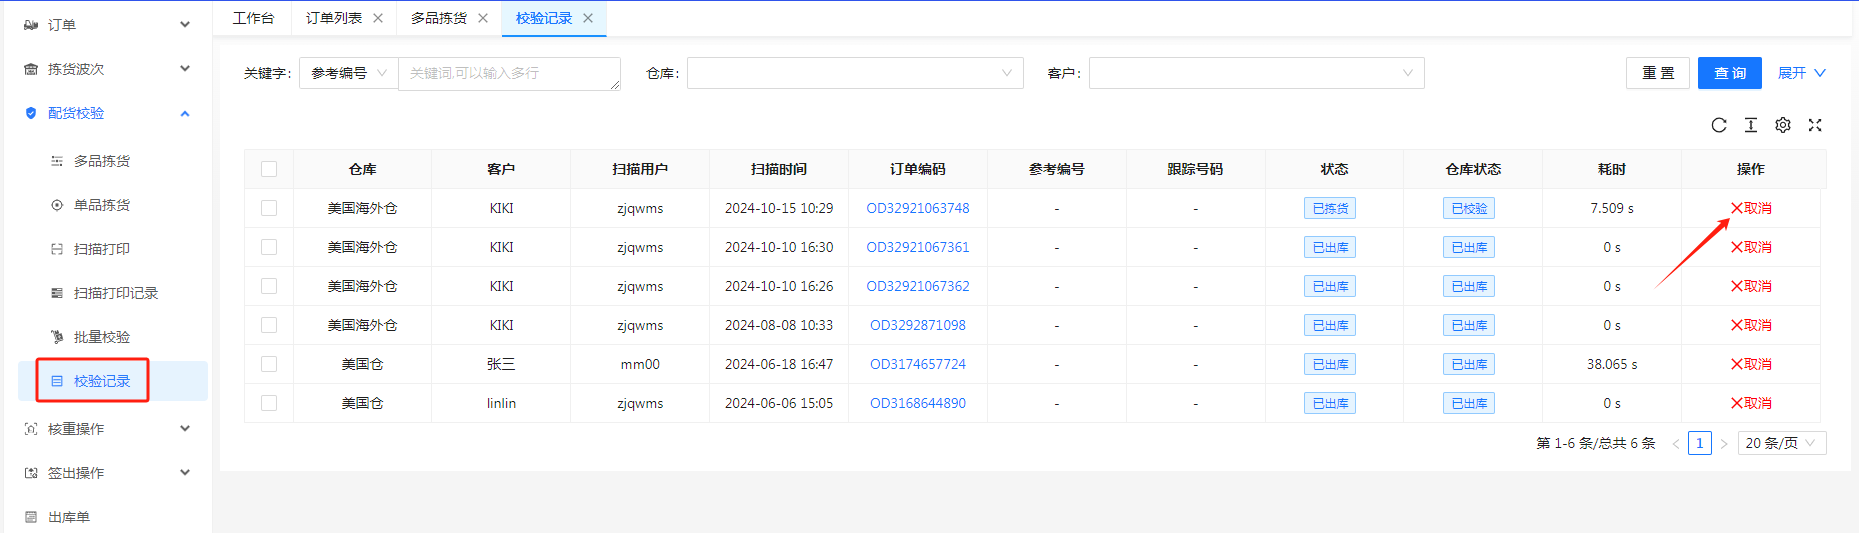 订单
拣货波次
配货校验
多品拣货
单品拣货
扫描打印
扫描打印记录
批量校验
校验记录
核重操作
签出操作
出库单
工作台 订单列表 多品拣货 校验记录
关键字: 参考编号 关键词,可以输入多行 仓库: 客户: 重 置 查 询 展开
仓库 客户 扫描用户 扫描时间 订单编码 参考编号 跟踪号码 状态 仓库状态 耗时 操作
美国海外仓 KIKI zjqwms 2024-10-15 10:29 OD32921063748 - - 已拣货 已校验 7.509 s 取消
美国海外仓 KIKI zjqwms 2024-10-10 16:30 OD32921067361 - - 已出库 已出库 0 s 取消
美国海外仓 KIKI zjqwms 2024-10-10 16:26 OD32921067362 - - 已出库 已出库 0 s 取消
美国海外仓 KIKI zjqwms 2024-08-08 10:33 OD3292871098 - - 已出库 已出库 0 s 取消
美国仓 张三 mm00 2024-06-18 16:47 OD3174657724 - - 已出库 已出库 38.065 s 取消
美国仓 linlin zjqwms 2024-06-06 15:05 OD3168644890 - - 已出库 已出库 0 s 取消
第 1-6 条/总共 6 条 < 1 > 20 条/页